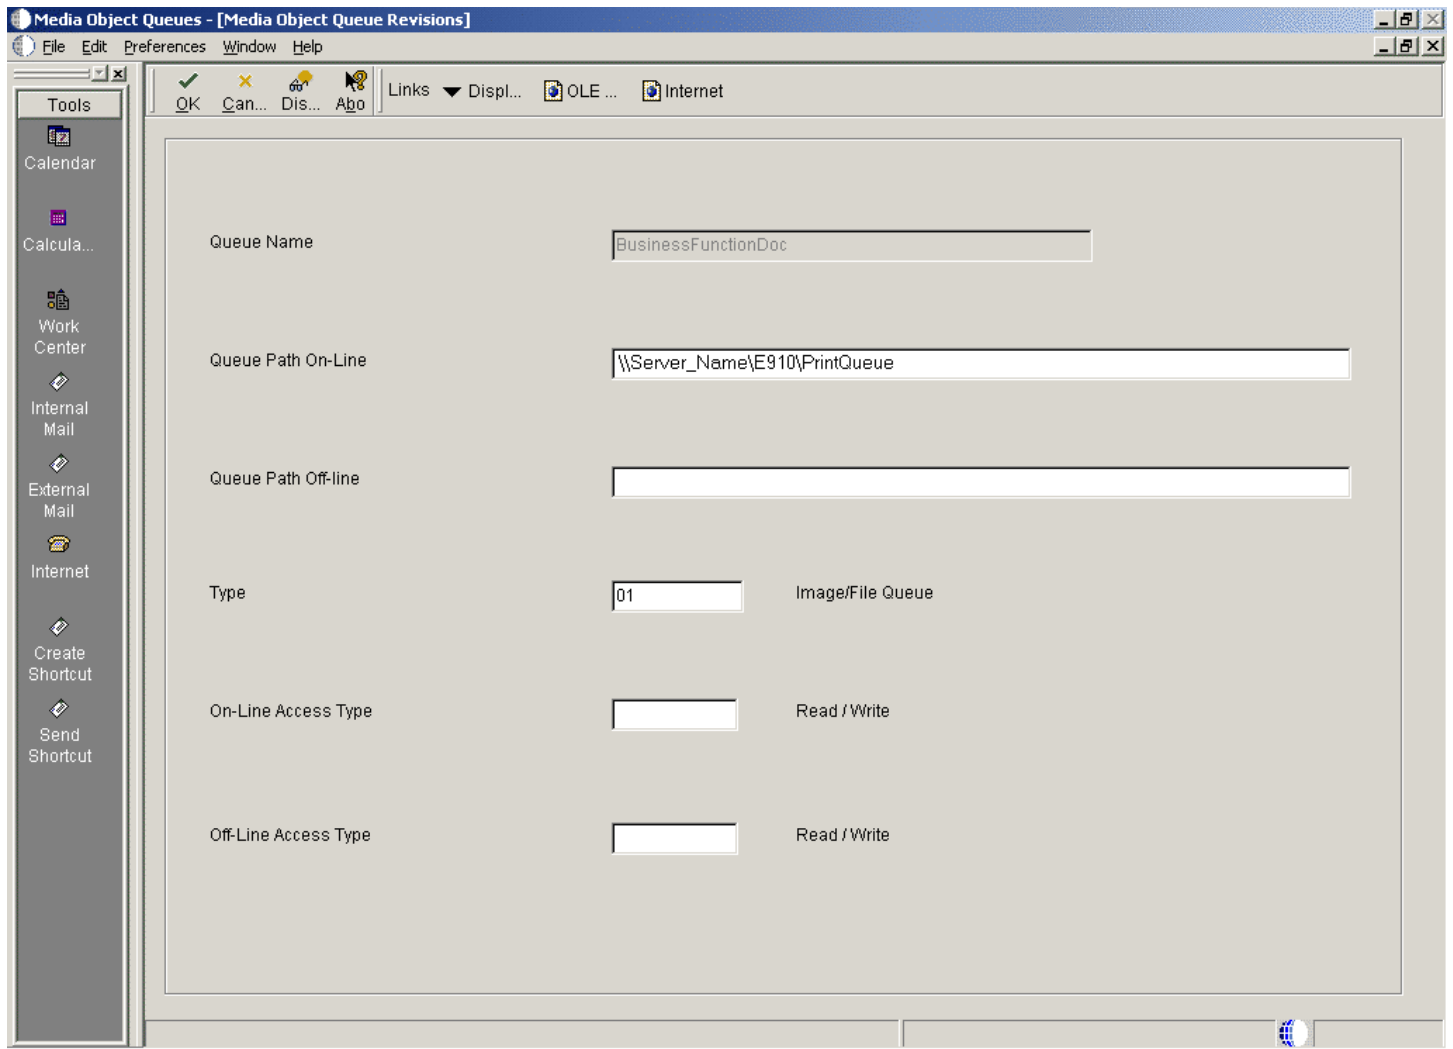 Media Object Queues - [Media Object Queue Revisions]
File Edit Preferences Window Help
Tools
Calendar
Calcula...
Work
Center
Internal
Mail
External
Mail
Internet
Create
Shortcut
Send
Shortcut
OK Can... Dis... Abo Links Displ... OLE ... Internet
Queue Name BusinessFunctionDoc
Queue Path On-Line \\Server_Name\E910\PrintQueue
Queue Path Off-line
Type 01 Image/File Queue
On-Line Access Type Read / Write
Off-Line Access Type Read / Write